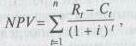 NPV = \sum_{t=1}^{n} \frac{R_t - C_t}{(1+i)^t},